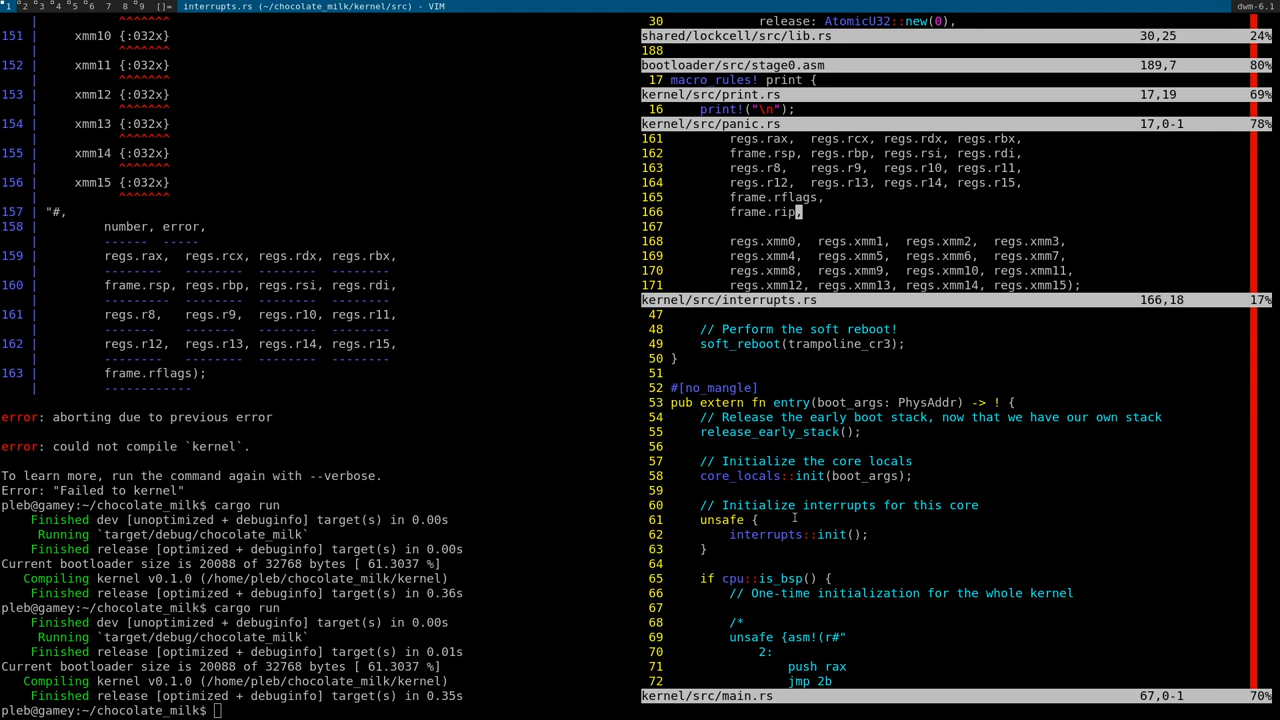 1 2 3 4 5 6 7 8 9 []= interrupts.rs (~/chocolate_milk/kernel/src) - VIM dwm-6.1
| ^^^^^^^
151 | xmm10 {:032x}
^^^^^^^
152 | xmm11 {:032x}
^^^^^^^
153 | xmm12 {:032x}
^^^^^^^
154 | xmm13 {:032x}
^^^^^^^
155 | xmm14 {:032x}
^^^^^^^
156 | xmm15 {:032x}
^^^^^^^
157 | "#,
158 | number, error,
| ------ -----
159 | regs.rax, regs.rcx, regs.rdx, regs.rbx,
| -------- -------- -------- --------
160 | frame.rsp, regs.rbp, regs.rsi, regs.rdi,
| --------- -------- -------- --------
161 | regs.r8, regs.r9, regs.r10, regs.r11,
| ------- ------- -------- --------
162 | regs.r12, regs.r13, regs.r14, regs.r15,
| -------- -------- -------- --------
163 | frame.rflags);
| ------------
error: aborting due to previous error
error: could not compile `kernel`.
To learn more, run the command again with --verbose.
Error: "Failed to kernel"
pleb@gamey:~/chocolate_milk$ cargo run
Finished dev [unoptimized + debuginfo] target(s) in 0.00s
Running `target/debug/chocolate_milk`
Finished release [optimized + debuginfo] target(s) in 0.00s
Current bootloader size is 20088 of 32768 bytes [ 61.3037 %]
Compiling kernel v0.1.0 (/home/pleb/chocolate_milk/kernel)
Finished release [optimized + debuginfo] target(s) in 0.36s
pleb@gamey:~/chocolate_milk$ cargo run
Finished dev [unoptimized + debuginfo] target(s) in 0.00s
Running `target/debug/chocolate_milk`
Finished release [optimized + debuginfo] target(s) in 0.01s
Current bootloader size is 20088 of 32768 bytes [ 61.3037 %]
Compiling kernel v0.1.0 (/home/pleb/chocolate_milk/kernel)
Finished release [optimized + debuginfo] target(s) in 0.35s
pleb@gamey:~/chocolate_milk$
30 release: AtomicU32::new(0),
shared/lockcell/src/lib.rs 30,25 24%
188
bootloader/src/stage0.asm 189,7 80%
17 macro_rules! print {
kernel/src/print.rs 17,19 69%
16 print!("\n");
kernel/src/panic.rs 17,0-1 78%
161 regs.rax, regs.rcx, regs.rdx, regs.rbx,
162 frame.rsp, regs.rbp, regs.rsi, regs.rdi,
163 regs.r8, regs.r9, regs.r10, regs.r11,
164 regs.r12, regs.r13, regs.r14, regs.r15,
165 frame.rflags,
166 frame.rip,
167
168 regs.xmm0, regs.xmm1, regs.xmm2, regs.xmm3,
169 regs.xmm4, regs.xmm5, regs.xmm6, regs.xmm7,
170 regs.xmm8, regs.xmm9, regs.xmm10, regs.xmm11,
171 regs.xmm12, regs.xmm13, regs.xmm14, regs.xmm15);
kernel/src/interrupts.rs 166,18 17%
47
48 // Perform the soft reboot!
49 soft_reboot(trampoline_cr3);
50 }
51
52 #[no_mangle]
53 pub extern fn entry(boot_args: PhysAddr) -> ! {
54 // Release the early boot stack, now that we have our own stack
55 release_early_stack();
56
57 // Initialize the core locals
58 core_locals::init(boot_args);
59
60 // Initialize interrupts for this core
61 unsafe {
62 interrupts::init();
63 }
64
65 if cpu::is_bsp() {
66 // One-time initialization for the whole kernel
67
68 /*
69 unsafe {asm!(r#"
70 2:
71 push rax
72 jmp 2b
kernel/src/main.rs 67,0-1 70%